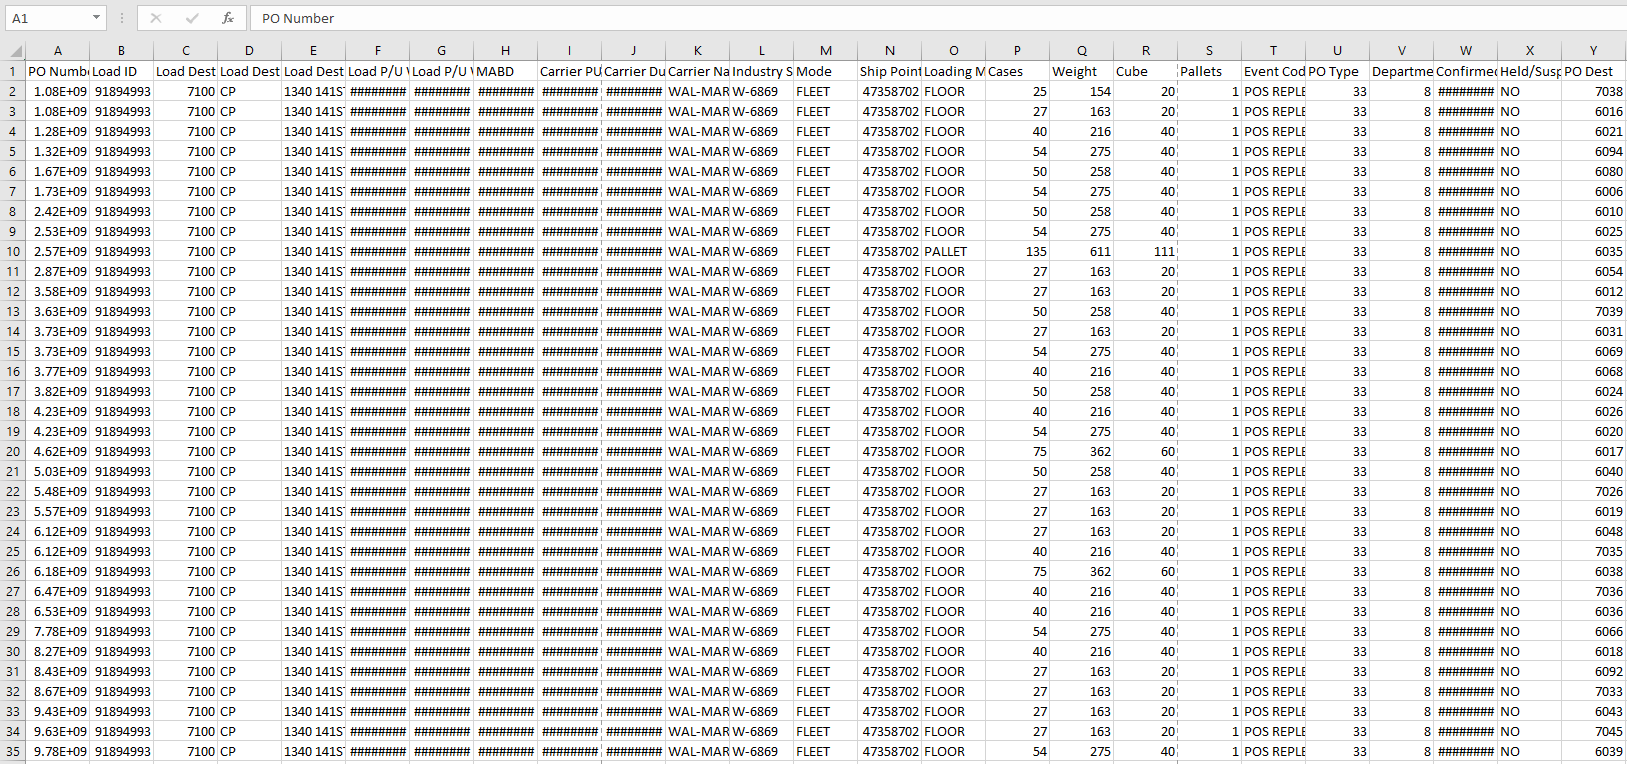 A1 PO Number
A B C D E F G H I J K L M N O P Q R S T U V W X Y
1 PO Numbe Load ID Load Dest Load Dest Load Dest Load P/U W Load P/U W MABD Carrier PU Carrier Du Carrier Na Industry S Mode Ship Point Loading M Cases Weight Cube Pallets Event Cod PO Type Departme Confirmed Held/Susp PO Dest
2 1.08E+09 91894993 7100 CP 1340 141ST ######## ######## ######## ######## ######## WAL-MAR W-6869 FLEET 47358702 FLOOR 25 154 20 1 POS REPLE 33 8 ######## NO 7038
3 1.08E+09 91894993 7100 CP 1340 141ST ######## ######## ######## ######## ######## WAL-MAR W-6869 FLEET 47358702 FLOOR 27 163 20 1 POS REPLE 33 8 ######## NO 6016
4 1.28E+09 91894993 7100 CP 1340 141ST ######## ######## ######## ######## ######## WAL-MAR W-6869 FLEET 47358702 FLOOR 40 216 40 1 POS REPLE 33 8 ######## NO 6021
5 1.32E+09 91894993 7100 CP 1340 141ST ######## ######## ######## ######## ######## WAL-MAR W-6869 FLEET 47358702 FLOOR 54 275 40 1 POS REPLE 33 8 ######## NO 6094
6 1.67E+09 91894993 7100 CP 1340 141ST ######## ######## ######## ######## ######## WAL-MAR W-6869 FLEET 47358702 FLOOR 50 258 40 1 POS REPLE 33 8 ######## NO 6080
7 1.73E+09 91894993 7100 CP 1340 141ST ######## ######## ######## ######## ######## WAL-MAR W-6869 FLEET 47358702 FLOOR 54 275 40 1 POS REPLE 33 8 ######## NO 6006
8 2.42E+09 91894993 7100 CP 1340 141ST ######## ######## ######## ######## ######## WAL-MAR W-6869 FLEET 47358702 FLOOR 50 258 40 1 POS REPLE 33 8 ######## NO 6010
9 2.53E+09 91894993 7100 CP 1340 141ST ######## ######## ######## ######## ######## WAL-MAR W-6869 FLEET 47358702 FLOOR 54 275 40 1 POS REPLE 33 8 ######## NO 6025
10 2.57E+09 91894993 7100 CP 1340 141ST ######## ######## ######## ######## ######## WAL-MAR W-6869 FLEET 47358702 PALLET 135 611 111 1 POS REPLE 33 8 ######## NO 6035
11 2.87E+09 91894993 7100 CP 1340 141ST ######## ######## ######## ######## ######## WAL-MAR W-6869 FLEET 47358702 FLOOR 27 163 20 1 POS REPLE 33 8 ######## NO 6054
12 3.58E+09 91894993 7100 CP 1340 141ST ######## ######## ######## ######## ######## WAL-MAR W-6869 FLEET 47358702 FLOOR 27 163 20 1 POS REPLE 33 8 ######## NO 6012
13 3.63E+09 91894993 7100 CP 1340 141ST ######## ######## ######## ######## ######## WAL-MAR W-6869 FLEET 47358702 FLOOR 50 258 40 1 POS REPLE 33 8 ######## NO 7039
14 3.73E+09 91894993 7100 CP 1340 141ST ######## ######## ######## ######## ######## WAL-MAR W-6869 FLEET 47358702 FLOOR 27 163 20 1 POS REPLE 33 8 ######## NO 6031
15 3.73E+09 91894993 7100 CP 1340 141ST ######## ######## ######## ######## ######## WAL-MAR W-6869 FLEET 47358702 FLOOR 54 275 40 1 POS REPLE 33 8 ######## NO 6069
16 3.77E+09 91894993 7100 CP 1340 141ST ######## ######## ######## ######## ######## WAL-MAR W-6869 FLEET 47358702 FLOOR 40 216 40 1 POS REPLE 33 8 ######## NO 6068
17 3.82E+09 91894993 7100 CP 1340 141ST ######## ######## ######## ######## ######## WAL-MAR W-6869 FLEET 47358702 FLOOR 50 258 40 1 POS REPLE 33 8 ######## NO 6024
18 4.23E+09 91894993 7100 CP 1340 141ST ######## ######## ######## ######## ######## WAL-MAR W-6869 FLEET 47358702 FLOOR 40 216 40 1 POS REPLE 33 8 ######## NO 6026
19 4.23E+09 91894993 7100 CP 1340 141ST ######## ######## ######## ######## ######## WAL-MAR W-6869 FLEET 47358702 FLOOR 54 275 40 1 POS REPLE 33 8 ######## NO 6020
20 4.62E+09 91894993 7100 CP 1340 141ST ######## ######## ######## ######## ######## WAL-MAR W-6869 FLEET 47358702 FLOOR 75 362 60 1 POS REPLE 33 8 ######## NO 6017
21 5.03E+09 91894993 7100 CP 1340 141ST ######## ######## ######## ######## ######## WAL-MAR W-6869 FLEET 47358702 FLOOR 50 258 40 1 POS REPLE 33 8 ######## NO 6040
22 5.48E+09 91894993 7100 CP 1340 141ST ######## ######## ######## ######## ######## WAL-MAR W-6869 FLEET 47358702 FLOOR 27 163 20 1 POS REPLE 33 8 ######## NO 7026
23 5.57E+09 91894993 7100 CP 1340 141ST ######## ######## ######## ######## ######## WAL-MAR W-6869 FLEET 47358702 FLOOR 27 163 20 1 POS REPLE 33 8 ######## NO 6019
24 6.12E+09 91894993 7100 CP 1340 141ST ######## ######## ######## ######## ######## WAL-MAR W-6869 FLEET 47358702 FLOOR 27 163 20 1 POS REPLE 33 8 ######## NO 6048
25 6.12E+09 91894993 7100 CP 1340 141ST ######## ######## ######## ######## ######## WAL-MAR W-6869 FLEET 47358702 FLOOR 40 216 40 1 POS REPLE 33 8 ######## NO 7035
26 6.18E+09 91894993 7100 CP 1340 141ST ######## ######## ######## ######## ######## WAL-MAR W-6869 FLEET 47358702 FLOOR 75 362 60 1 POS REPLE 33 8 ######## NO 6038
27 6.47E+09 91894993 7100 CP 1340 141ST ######## ######## ######## ######## ######## WAL-MAR W-6869 FLEET 47358702 FLOOR 40 216 40 1 POS REPLE 33 8 ######## NO 7036
28 6.53E+09 91894993 7100 CP 1340 141ST ######## ######## ######## ######## ######## WAL-MAR W-6869 FLEET 47358702 FLOOR 40 216 40 1 POS REPLE 33 8 ######## NO 6036
29 7.78E+09 91894993 7100 CP 1340 141ST ######## ######## ######## ######## ######## WAL-MAR W-6869 FLEET 47358702 FLOOR 54 275 40 1 POS REPLE 33 8 ######## NO 6066
30 8.27E+09 91894993 7100 CP 1340 141ST ######## ######## ######## ######## ######## WAL-MAR W-6869 FLEET 47358702 FLOOR 40 216 40 1 POS REPLE 33 8 ######## NO 6018
31 8.43E+09 91894993 7100 CP 1340 141ST ######## ######## ######## ######## ######## WAL-MAR W-6869 FLEET 47358702 FLOOR 27 163 20 1 POS REPLE 33 8 ######## NO 6092
32 8.67E+09 91894993 7100 CP 1340 141ST ######## ######## ######## ######## ######## WAL-MAR W-6869 FLEET 47358702 FLOOR 27 163 20 1 POS REPLE 33 8 ######## NO 7033
33 9.43E+09 91894993 7100 CP 1340 141ST ######## ######## ######## ######## ######## WAL-MAR W-6869 FLEET 47358702 FLOOR 27 163 20 1 POS REPLE 33 8 ######## NO 6043
34 9.63E+09 91894993 7100 CP 1340 141ST ######## ######## ######## ######## ######## WAL-MAR W-6869 FLEET 47358702 FLOOR 27 163 20 1 POS REPLE 33 8 ######## NO 7045
35 9.78E+09 91894993 7100 CP 1340 141ST ######## ######## ######## ######## ######## WAL-MAR W-6869 FLEET 47358702 FLOOR 54 275 40 1 POS REPLE 33 8 ######## NO 6039